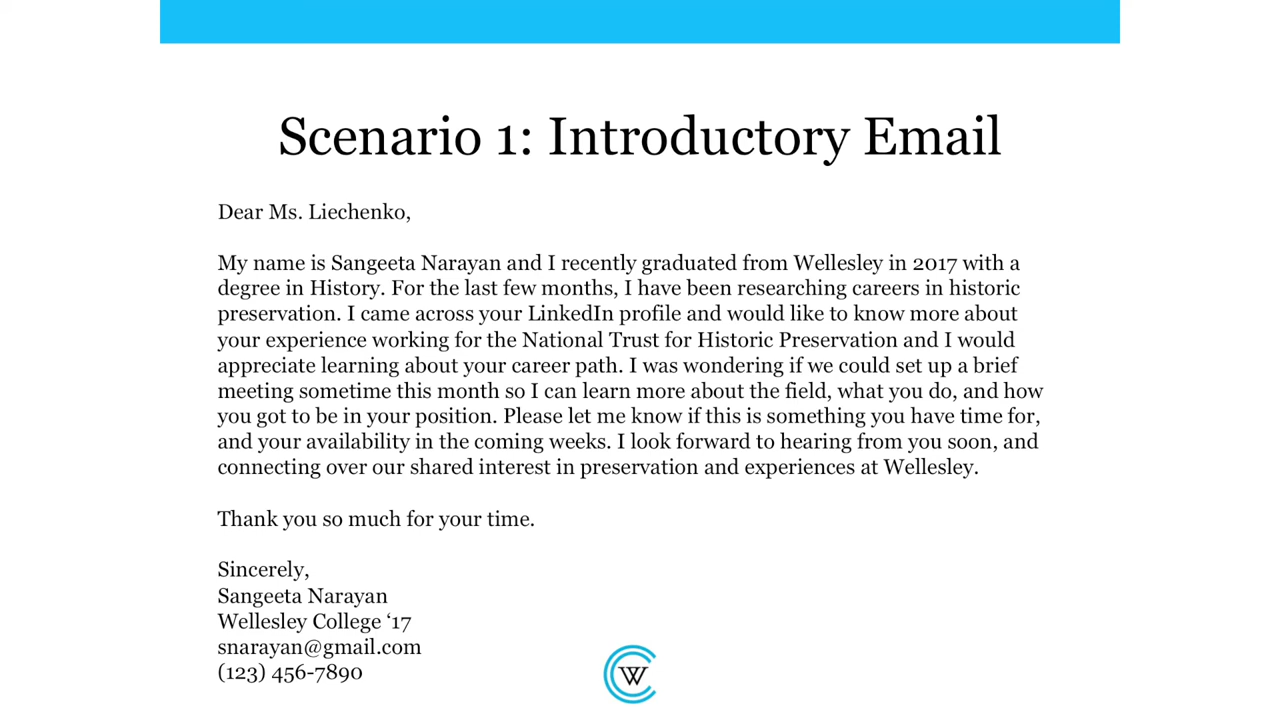 Scenario 1: Introductory Email
Dear Ms. Liechenko,
My name is Sangeeta Narayan and I recently graduated from Wellesley in 2017 with a
degree in History. For the last few months, I have been researching careers in historic
preservation. I came across your LinkedIn profile and would like to know more about
your experience working for the National Trust for Historic Preservation and I would
appreciate learning about your career path. I was wondering if we could set up a brief
meeting sometime this month so I can learn more about the field, what you do, and how
you got to be in your position. Please let me know if this is something you have time for,
and your availability in the coming weeks. I look forward to hearing from you soon, and
connecting over our shared interest in preservation and experiences at Wellesley.
Thank you so much for your time.
Sincerely,
Sangeeta Narayan
Wellesley College ‘17
snarayan@gmail.com
(123) 456-7890
W